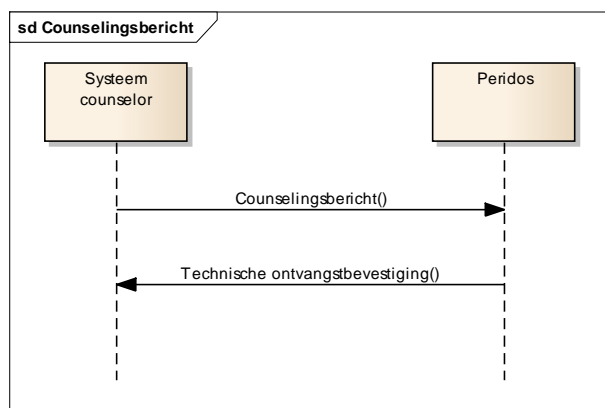 sd Counselingsbericht
Systeem
counselor
Peridos
Counselingsbericht()
Technische ontvangstbevestiging()